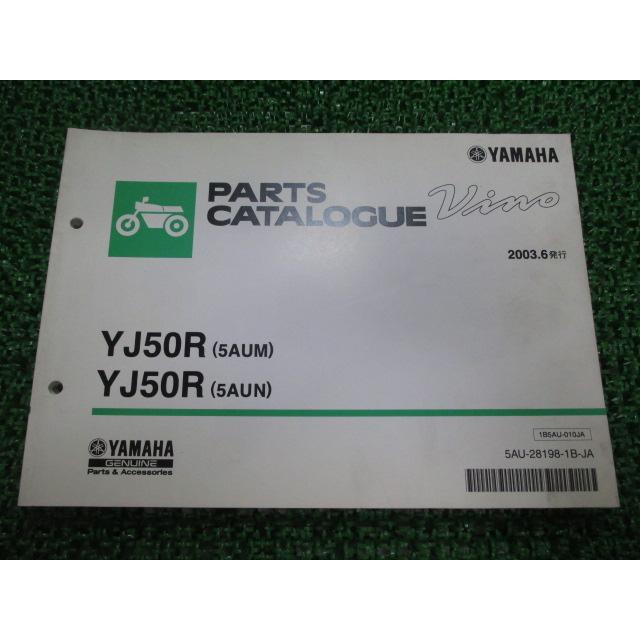 YAMAHA
PARTS
CATALOGUE
Vino
2003.6発行
YJ50R (5AUM)
YJ50R (5AUN)
YAMAHA
GENUINE
Parts & Accessories
1B5AU-010JA
5AU-28198-1B-JA